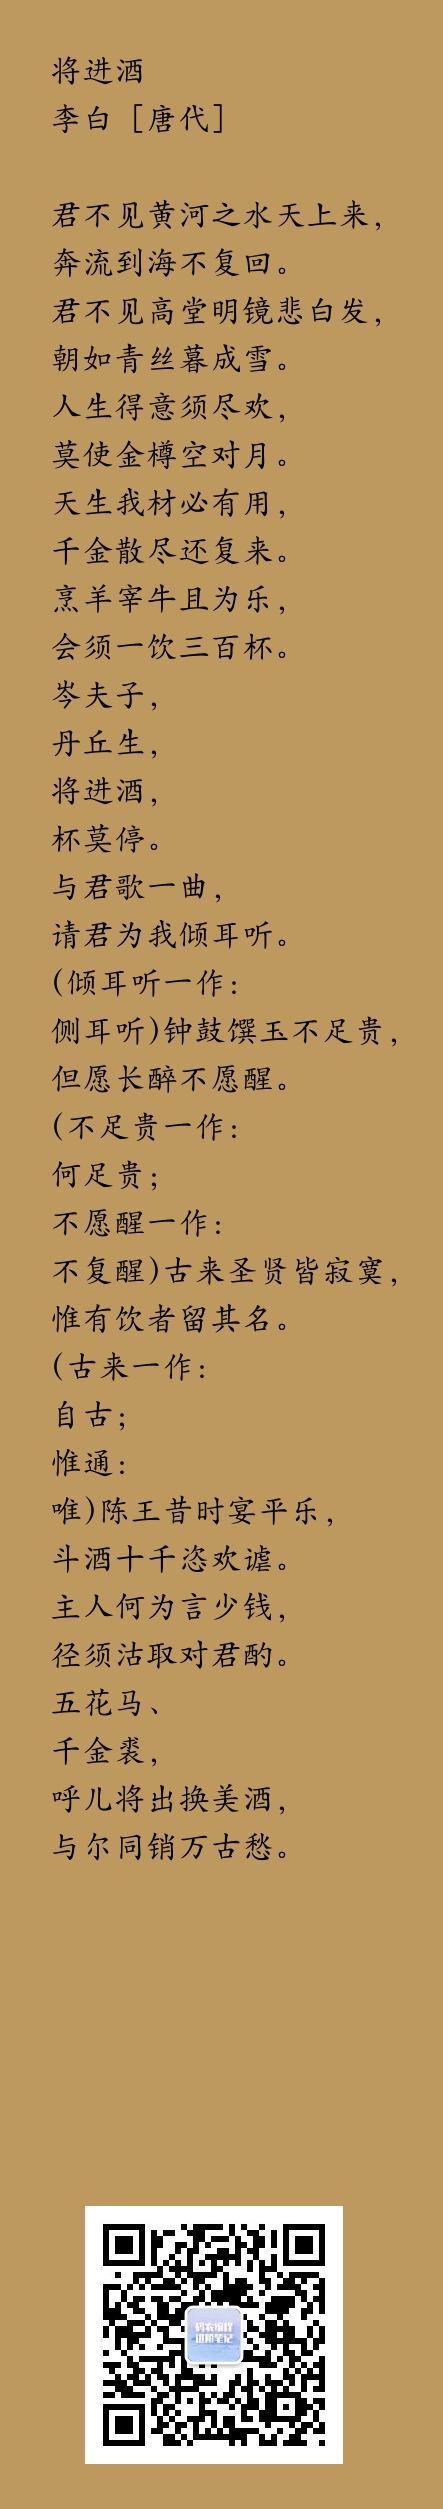 将进酒
李白［唐代］
君不见黄河之水天上来，
奔流到海不复回。
君不见高堂明镜悲白发，
朝如青丝暮成雪。
人生得意须尽欢，
莫使金樽空对月。
天生我材必有用，
千金散尽还复来。
烹羊宰牛且为乐，
会须一饮三百杯。
岑夫子，
丹丘生，
将进酒，
杯莫停。
与君歌一曲，
请君为我倾耳听。
(倾耳听一作：
侧耳听)钟鼓馔玉不足贵，
但愿长醉不愿醒。
(不足贵一作：
何足贵；
不愿醒一作：
不复醒)古来圣贤皆寂寞，
惟有饮者留其名。
(古来一作：
自古；
惟通：
唯)陈王昔时宴平乐，
斗酒十千恣欢谑。
主人何为言少钱，
径须沽取对君酌。
五花马、
千金裘，
呼儿将出换美酒，
与尔同销万古愁。
码农编程
进阶笔记